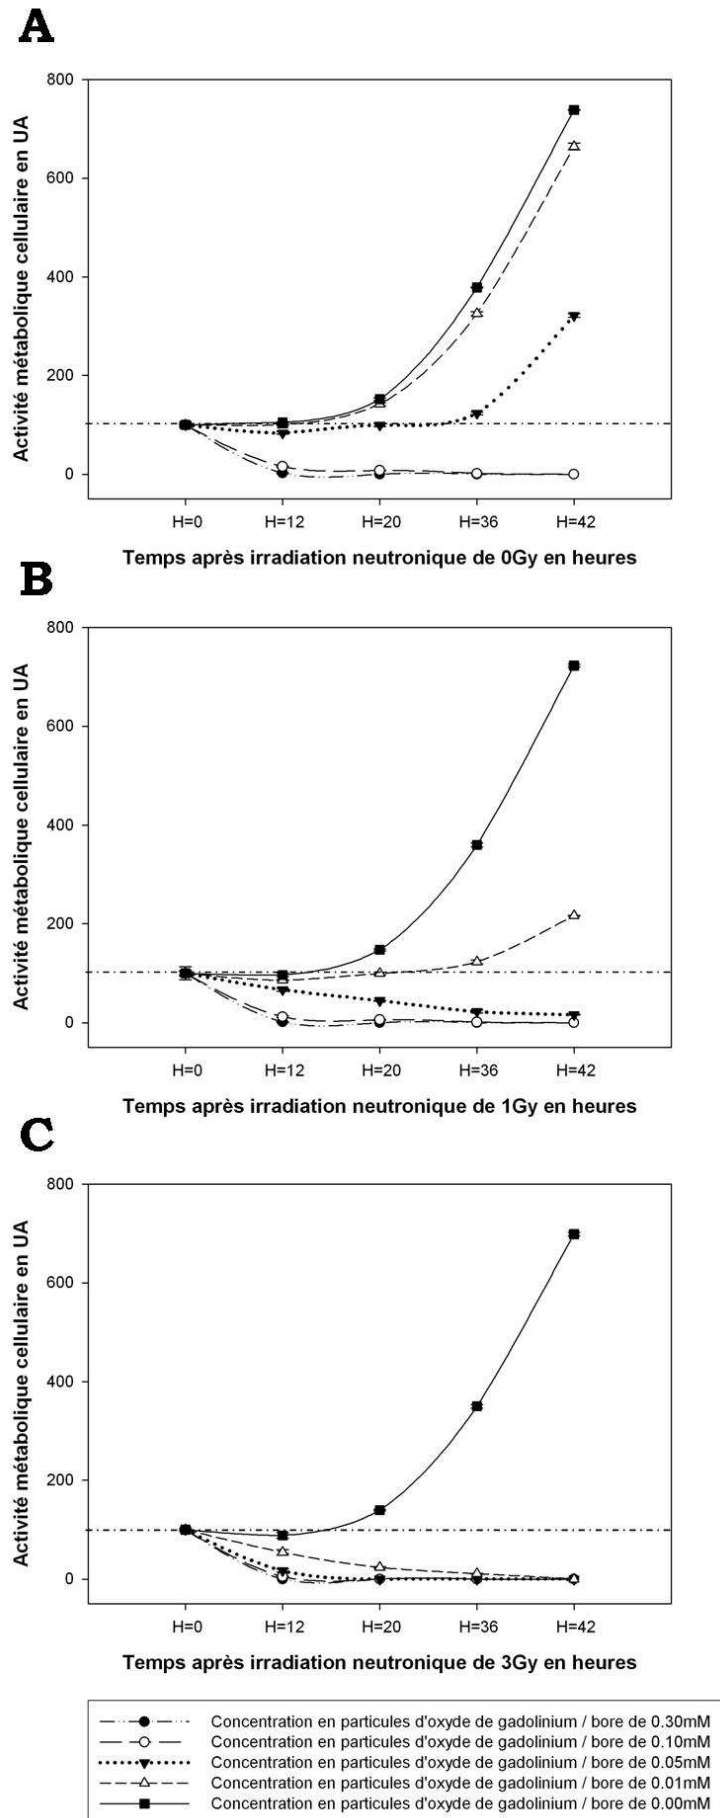 A
Activité métabolique cellulaire en UA
800
600
400
200
0
H=0 H=12 H=20 H=36 H=42
Temps après irradiation neutronique de 0Gy en heures
B
Activité métabolique cellulaire en UA
800
600
400
200
0
H=0 H=12 H=20 H=36 H=42
Temps après irradiation neutronique de 1Gy en heures
C
Activité métabolique cellulaire en UA
800
600
400
200
0
H=0 H=12 H=20 H=36 H=42
Temps après irradiation neutronique de 3Gy en heures
Concentration en particules d'oxyde de gadolinium / bore de 0.30mM
Concentration en particules d'oxyde de gadolinium / bore de 0.10mM
Concentration en particules d'oxyde de gadolinium / bore de 0.05mM
Concentration en particules d'oxyde de gadolinium / bore de 0.01mM
Concentration en particules d'oxyde de gadolinium / bore de 0.00mM